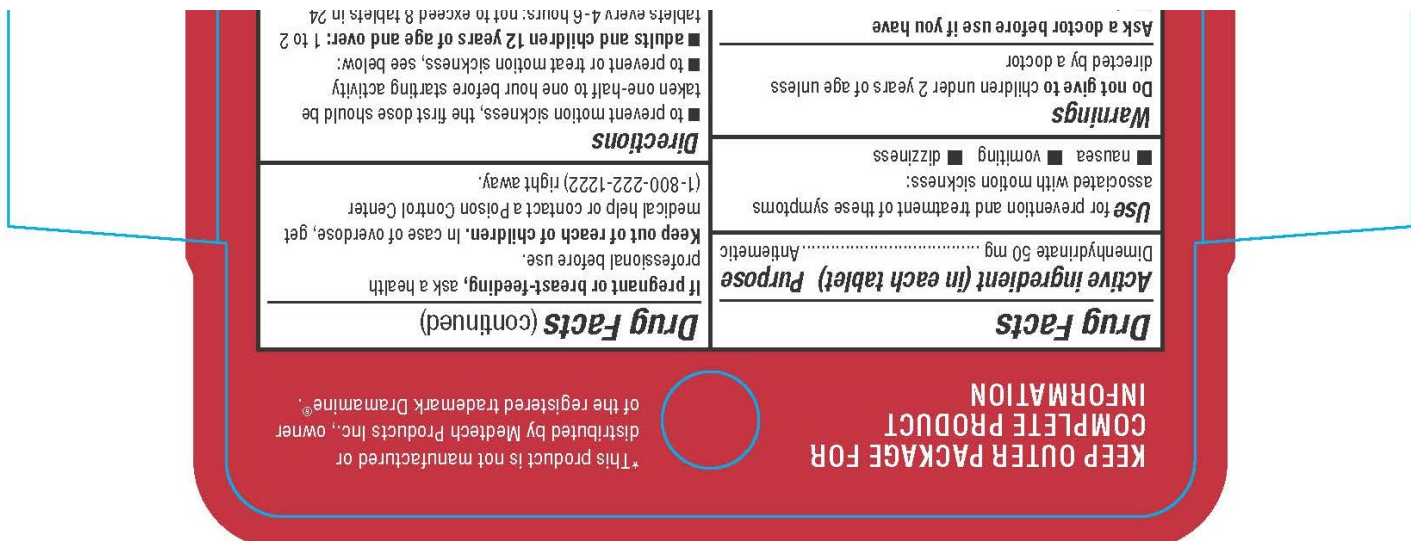 KEEP OUTER PACKAGE FOR
COMPLETE PRODUCT
INFORMATION
*This product is not manufactured or
distributed by Medtech Products Inc., owner
of the registered trademark Dramamine®.
Drug Facts
Active ingredient (in each tablet) Purpose
Dimenhydrinate 50 mg .....................................Antiemetic
Use for prevention and treatment of these symptoms
associated with motion sickness:
■ nausea ■ vomiting ■ dizziness
Warnings
Do not give to children under 2 years of age unless
directed by a doctor
Ask a doctor before use if you have
Drug Facts (continued)
If pregnant or breast-feeding, ask a health
professional before use.
Keep out of reach of children. In case of overdose, get
medical help or contact a Poison Control Center
(1-800-222-1222) right away.
Directions
■ to prevent motion sickness, the first dose should be
taken one-half to one hour before starting activity
■ to prevent or treat motion sickness, see below:
■ adults and children 12 years of age and over: 1 to 2
tablets every 4-6 hours; not to exceed 8 tablets in 24